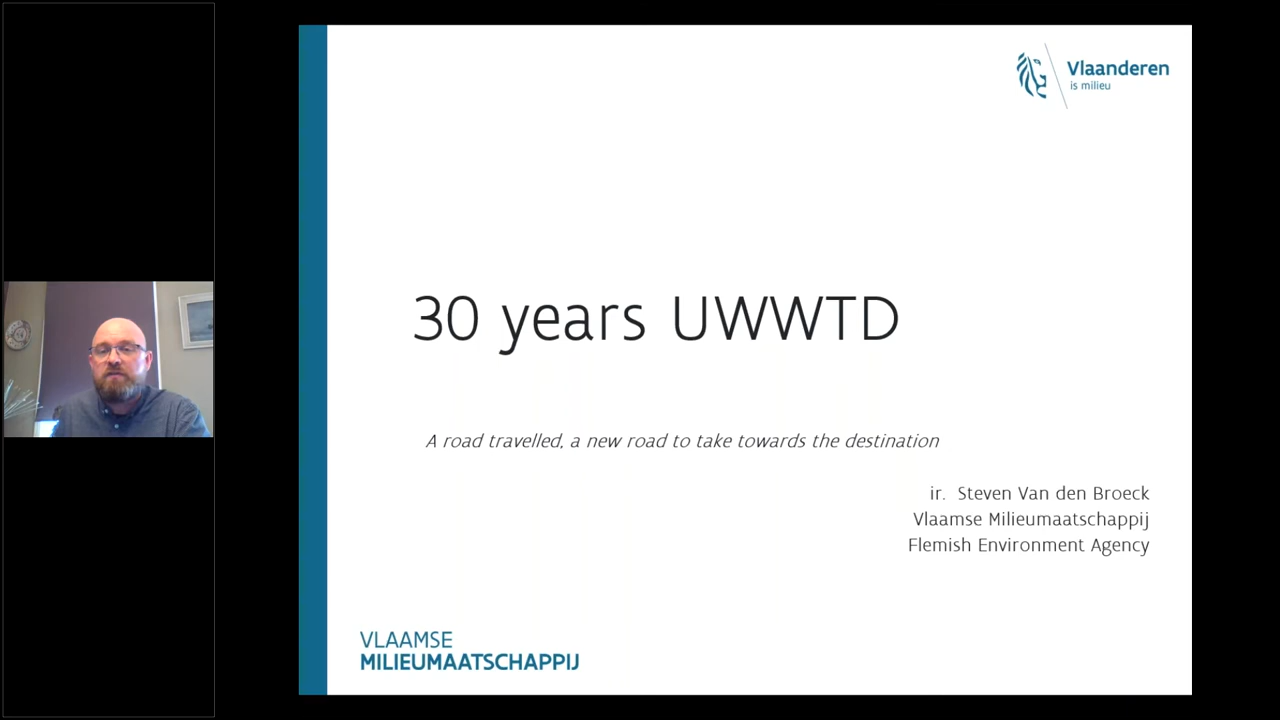 Vlaanderen
is milieu
30 years UWWTD
A road travelled, a new road to take towards the destination
ir. Steven Van den Broeck
Vlaamse Milieumaatschappij
Flemish Environment Agency
VLAAMSE
MILIEUMAATSCHAPPIJ